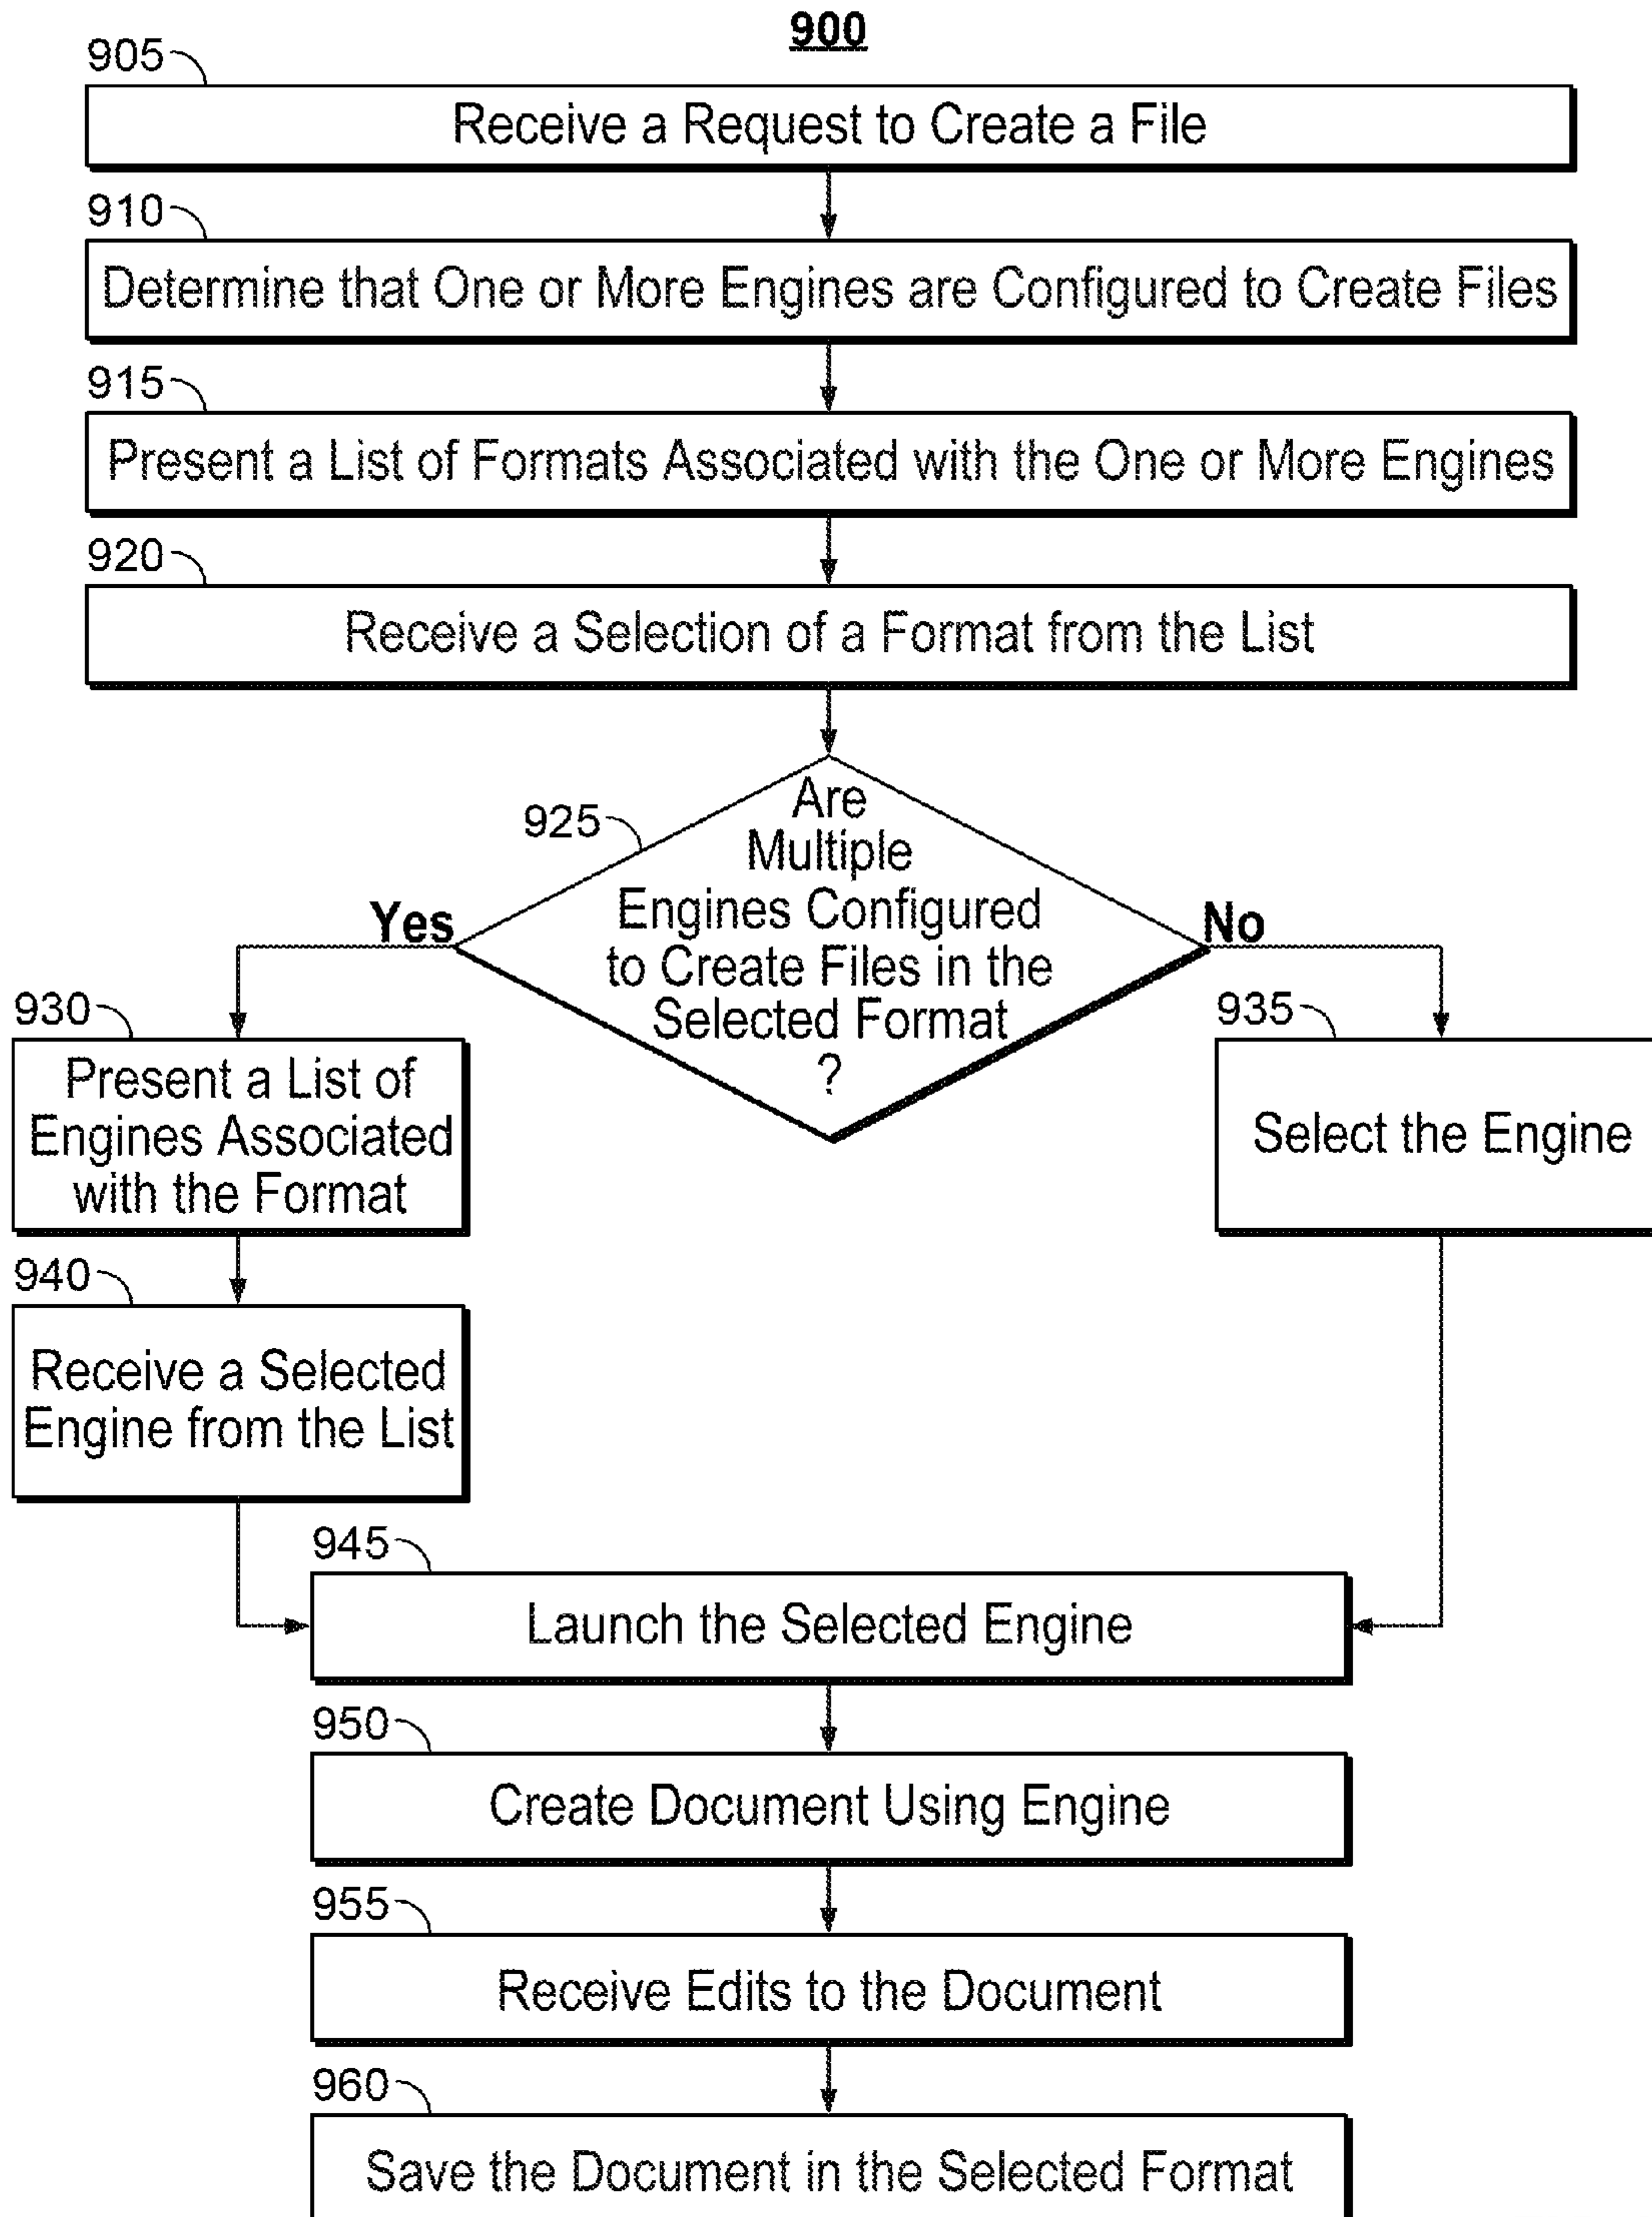 900
905
Receive a Request to Create a File
910
Determine that One or More Engines are Configured to Create Files
915
Present a List of Formats Associated with the One or More Engines
920
Receive a Selection of a Format from the List
925
Are
Multiple
Engines Configured
to Create Files in the
Selected Format
?
Yes
No
930
Present a List of
Engines Associated
with the Format
935
Select the Engine
940
Receive a Selected
Engine from the List
945
Launch the Selected Engine
950
Create Document Using Engine
955
Receive Edits to the Document
960
Save the Document in the Selected Format